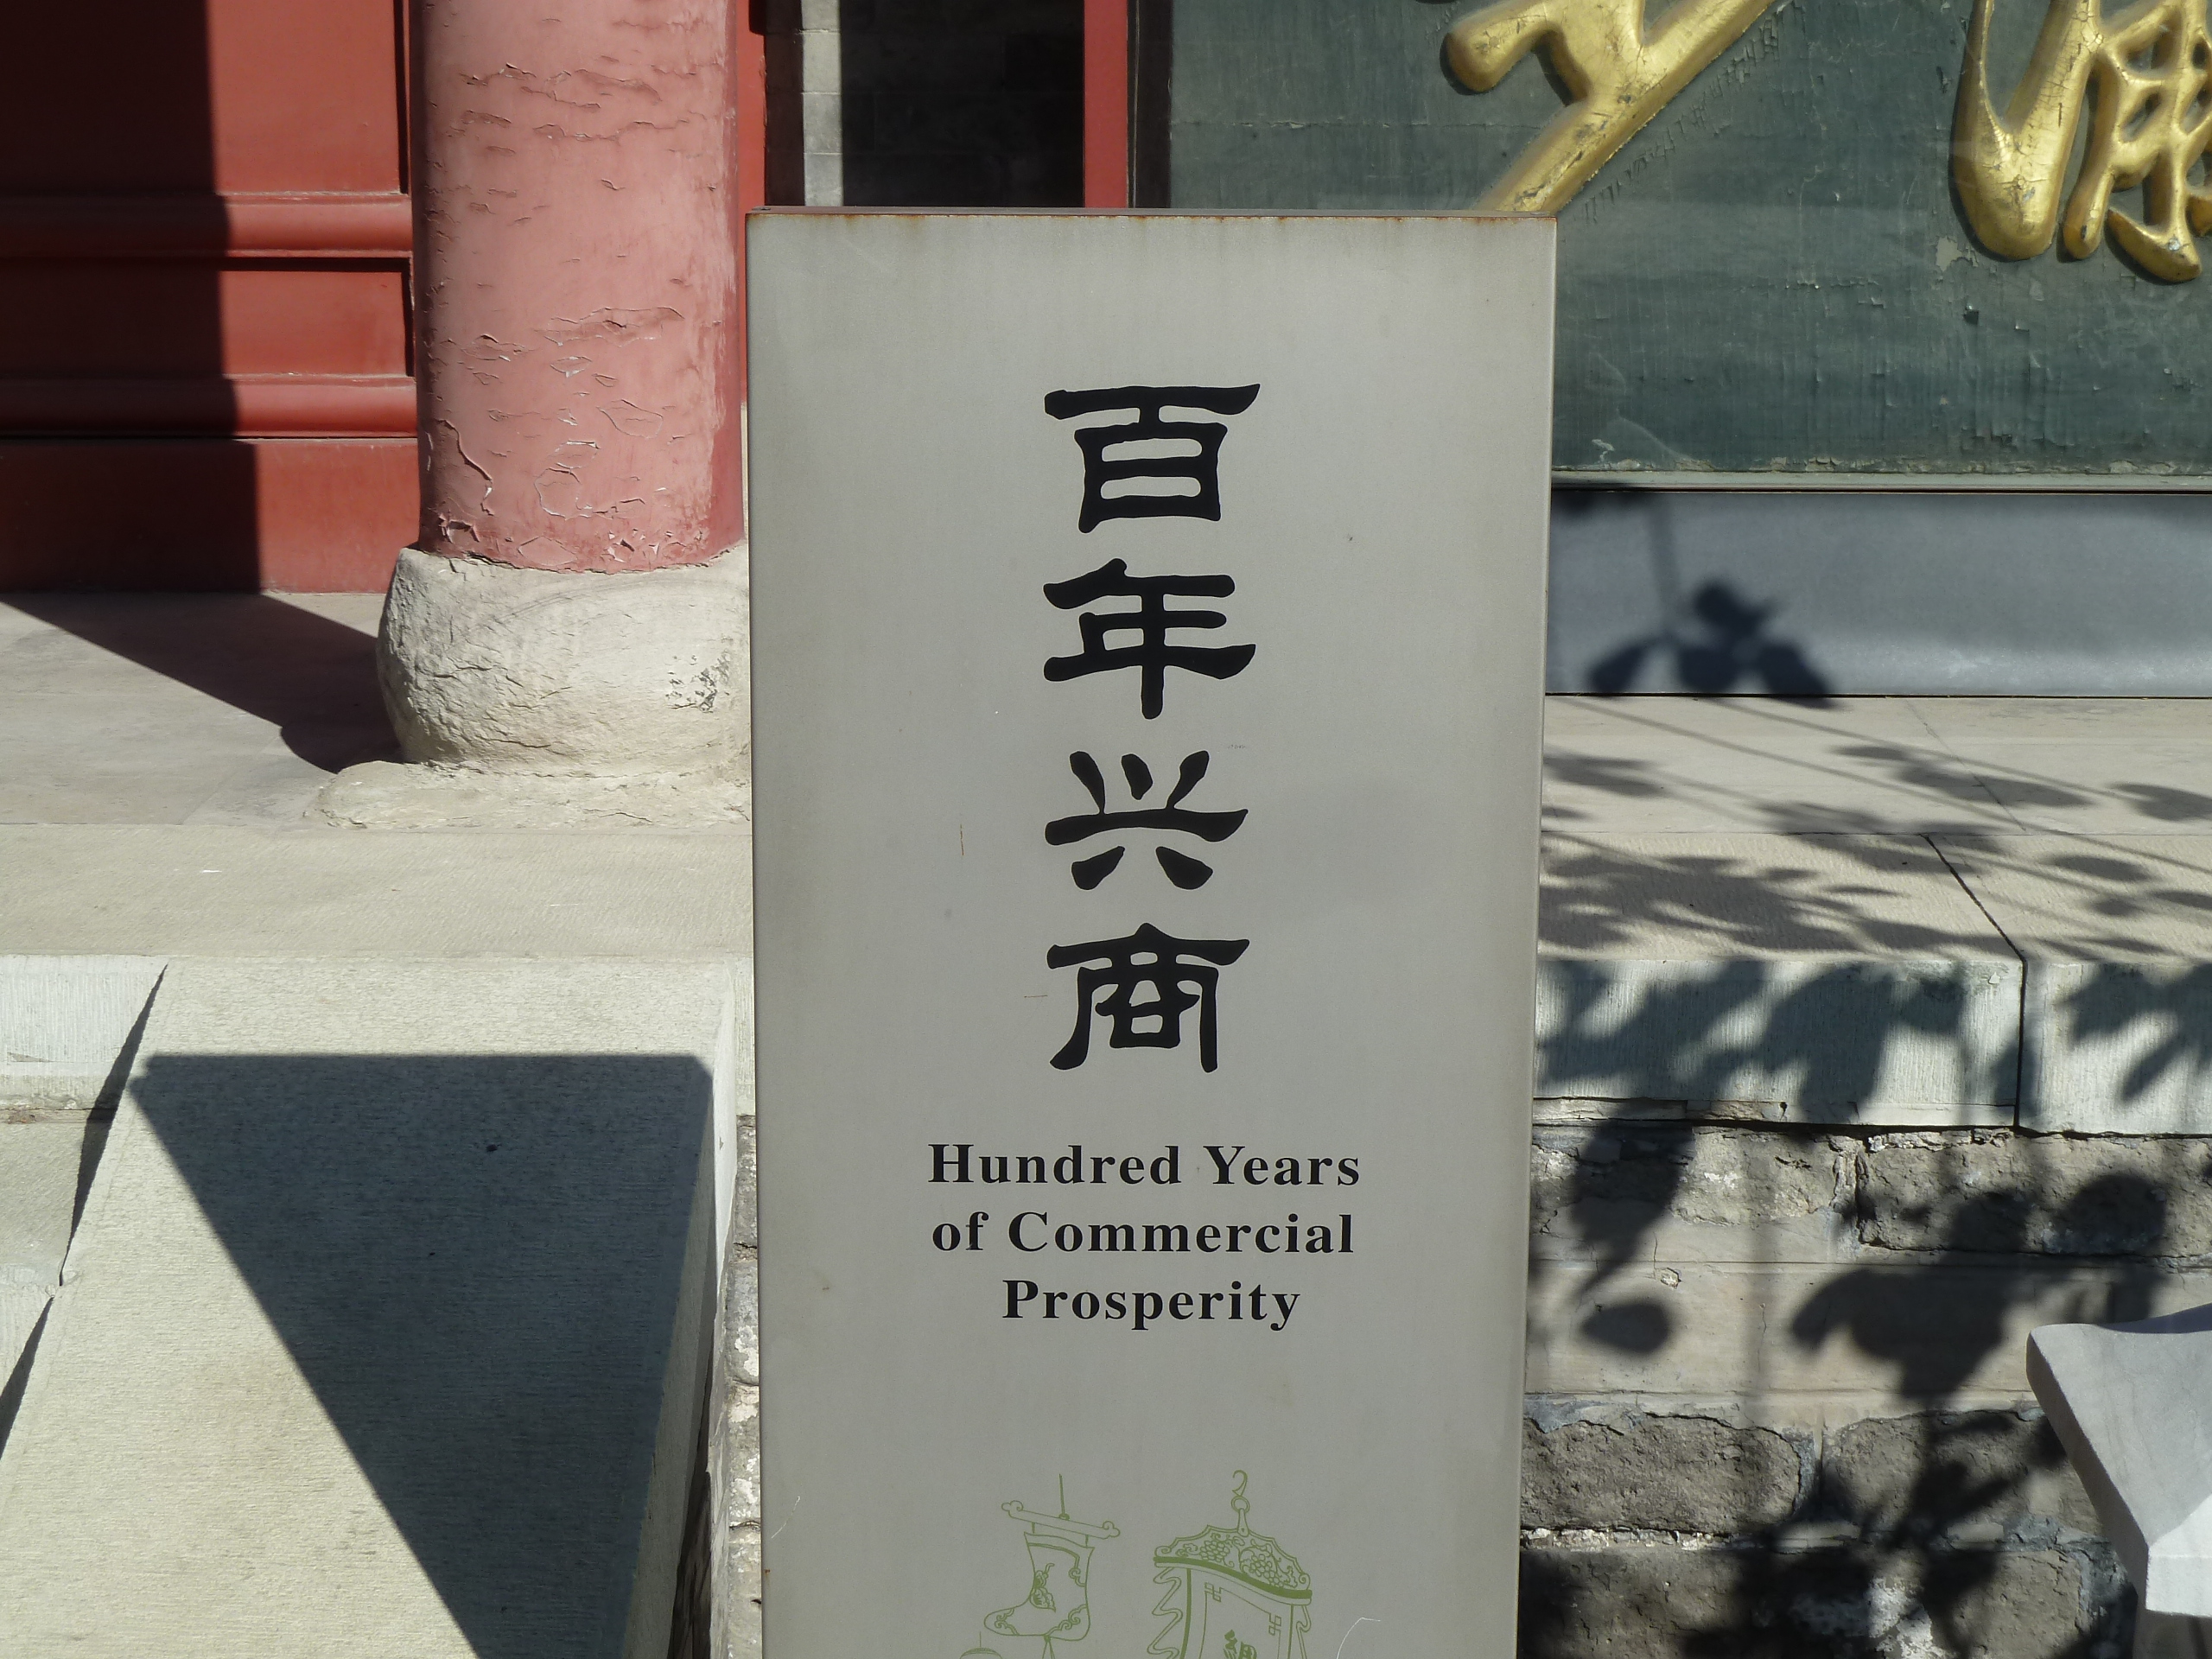 百年兴商
Hundred Years
of Commercial
Prosperity